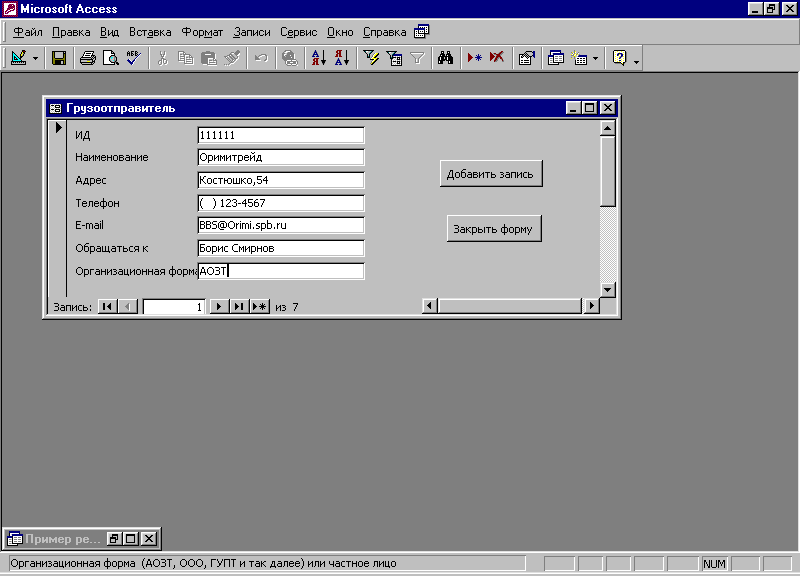 Microsoft Access
Файл Правка Вид Вставка Формат Записи Сервис Окно Справка
Грузоотправитель
ИД 111111
Наименование Оримитрейд
Адрес Костюшко,54
Телефон ( ) 123-4567
E-mail BBS@Orimi.spb.ru
Обращаться к Борис Смирнов
Организационная форма АОЗТ
Добавить запись
Закрыть форму
Запись: 1 из 7
Пример ре...
Организационная форма (АОЗТ, ООО, ГУПТ и так далее) или частное лицо NUM